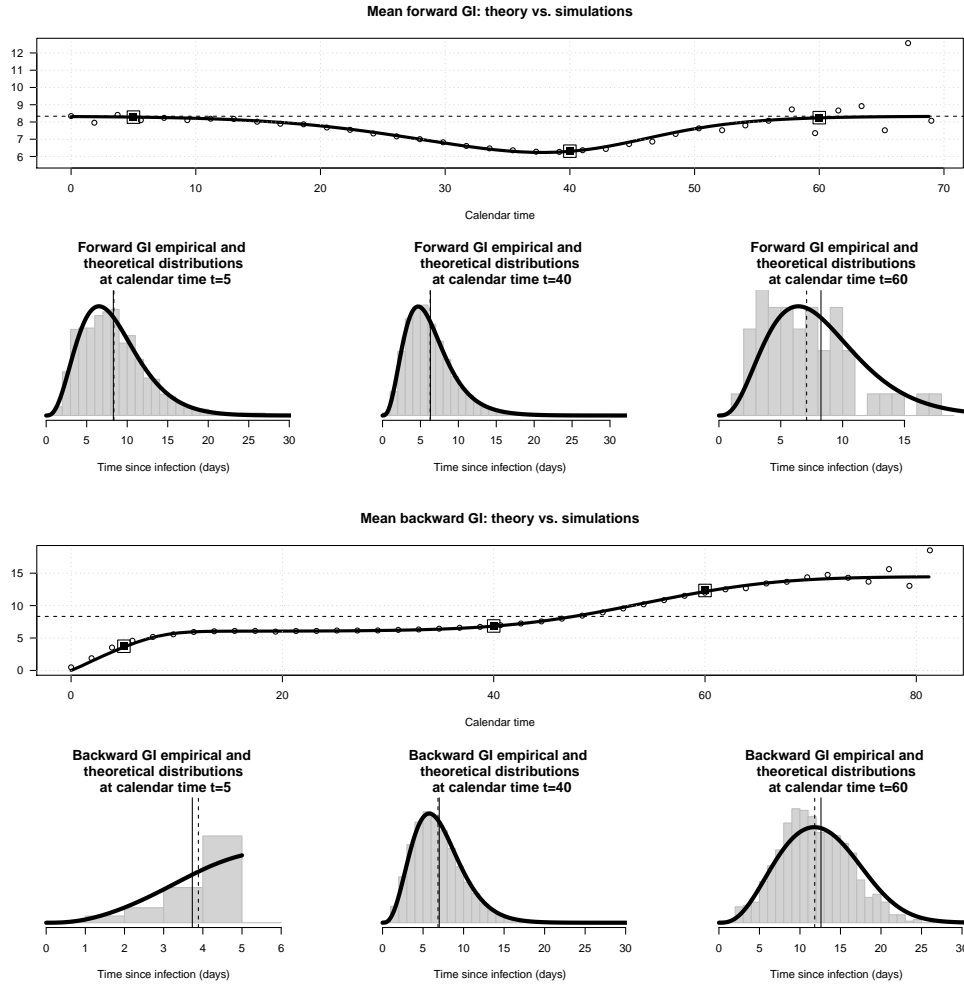 Mean forward GI: theory vs. simulations
12
11
10
9
8
7
6
0 10 20 30 40 50 60 70
Calendar time
Forward GI empirical and
theoretical distributions
at calendar time t=5
0 5 10 15 20 25 30
Time since infection (days)
Forward GI empirical and
theoretical distributions
at calendar time t=40
0 5 10 15 20 25 30
Time since infection (days)
Forward GI empirical and
theoretical distributions
at calendar time t=60
0 5 10 15
Time since infection (days)
Mean backward GI: theory vs. simulations
15
10
5
0
0 20 40 60 80
Calendar time
Backward GI empirical and
theoretical distributions
at calendar time t=5
0 1 2 3 4 5 6
Time since infection (days)
Backward GI empirical and
theoretical distributions
at calendar time t=40
0 5 10 15 20 25 30
Time since infection (days)
Backward GI empirical and
theoretical distributions
at calendar time t=60
0 5 10 15 20 25 30
Time since infection (days)